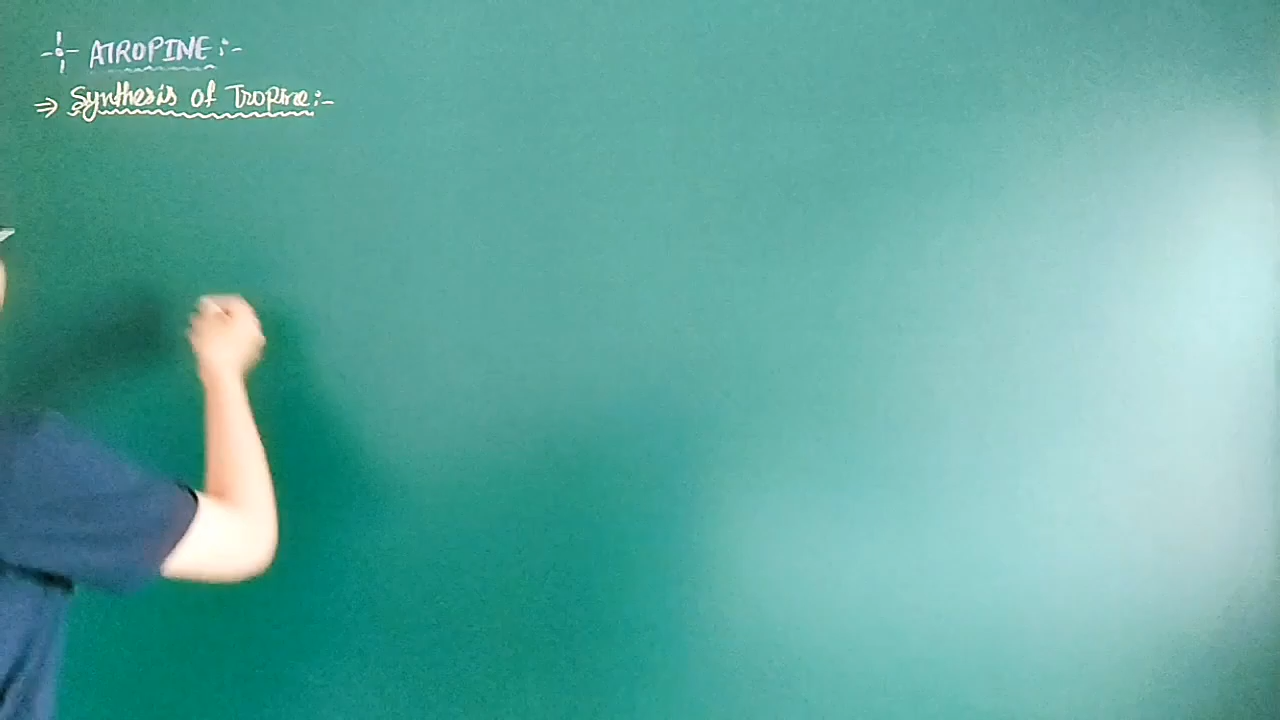 ATROPINE :-
⇒ Synthesis of Tropine :-